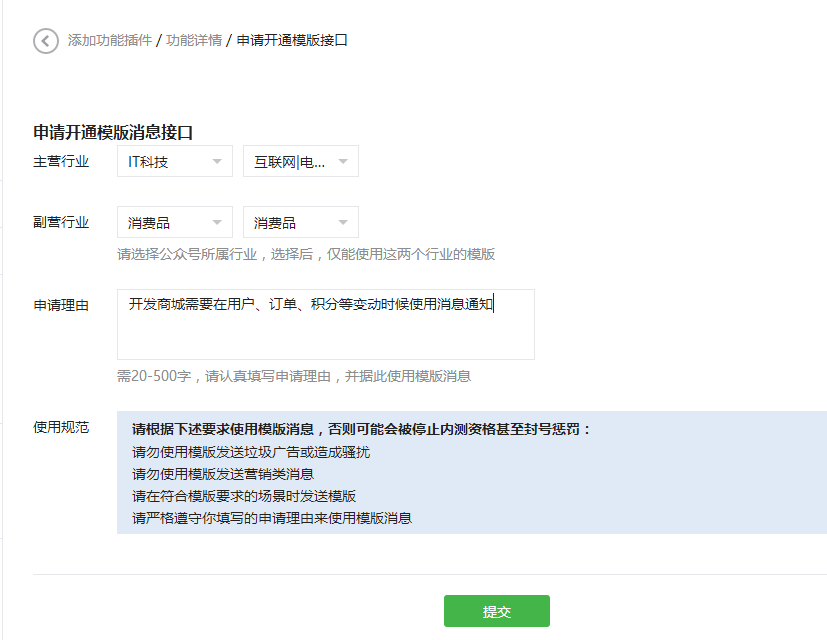 添加功能插件 / 功能详情 / 申请开通模版接口
申请开通模版消息接口
主营行业 IT科技 互联网|电...
副营行业 消费品 消费品
请选择公众号所属行业，选择后，仅能使用这两个行业的模版
申请理由 开发商城需要在用户、订单、积分等变动时候使用消息通知
需20-500字，请认真填写申请理由，并据此使用模版消息
使用规范 请根据下述要求使用模版消息，否则可能会被停止内测资格甚至封号惩罚：
请勿使用模版发送垃圾广告或造成骚扰
请勿使用模版发送营销类消息
请在符合模版要求的场景时发送模版
请严格遵守你填写的申请理由来使用模版消息
提交